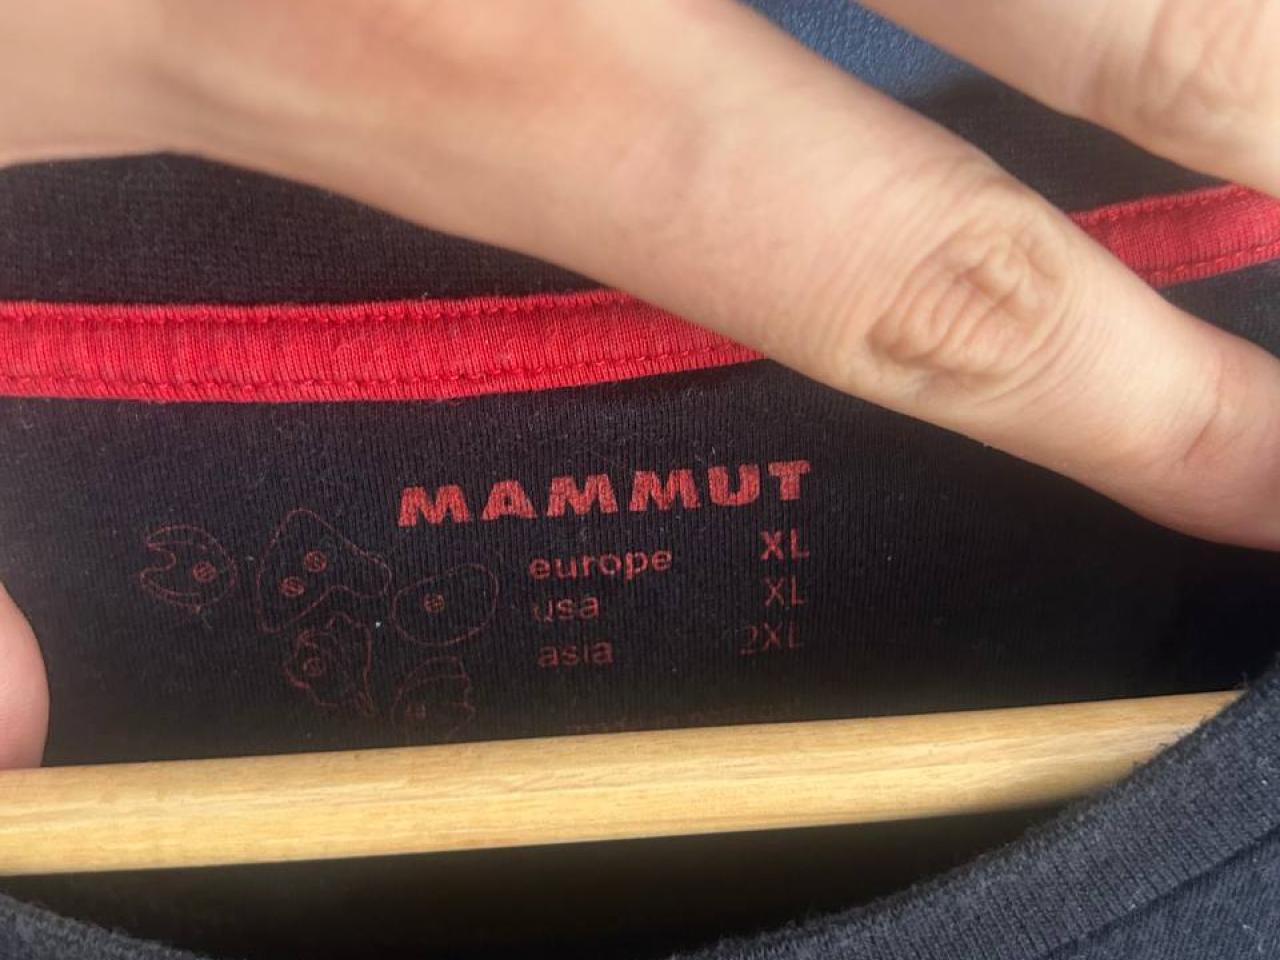 MAMMUT
europe XL
usa XL
asia 2XL